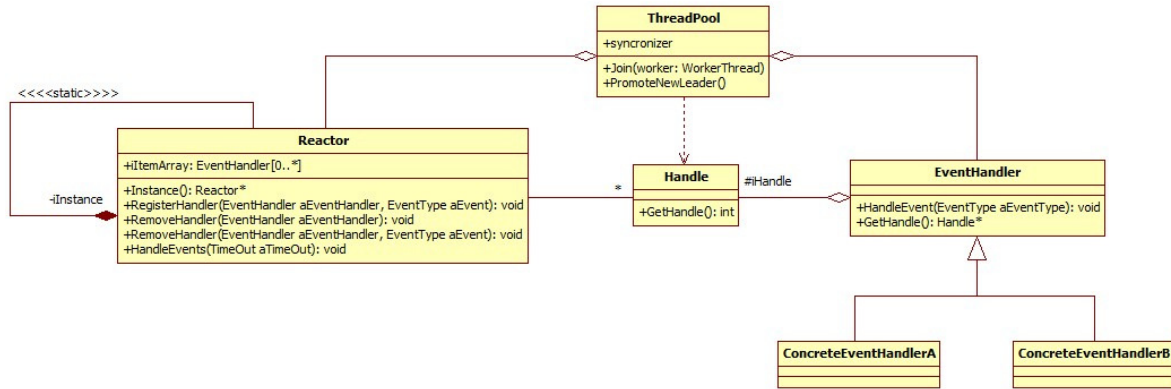 ThreadPool
+syncronizer
+Join(worker: WorkerThread)
+PromoteNewLeader()
<<<<static>>>>
Reactor
+iItemArray: EventHandler[0..*]
-iInstance
+Instance(): Reactor*
+RegisterHandler(EventHandler aEventHandler, EventType aEvent): void
+RemoveHandler(EventHandler aEventHandler): void
+RemoveHandler(EventHandler aEventHandler, EventType aEvent): void
+HandleEvents(TimeOut aTimeOut): void
*
Handle
+GetHandle(): int
#iHandle
EventHandler
+HandleEvent(EventType aEventType): void
+GetHandle(): Handle*
ConcreteEventHandlerA
ConcreteEventHandlerB